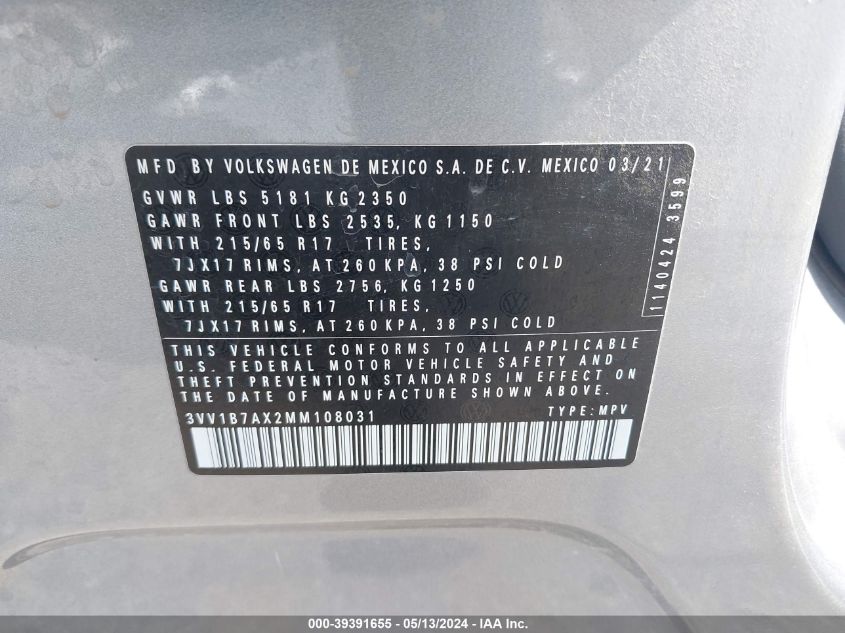 MFD BY VOLKSWAGEN DE MEXICO S.A. DE C.V. MEXICO 03/21
GVWR LBS 5181 KG 2350
GAWR FRONT LBS 2535, KG 1150
WITH 215/65 R17 TIRES,
7JX17 RIMS, AT 260 KPA, 38 PSI COLD
GAWR REAR LBS 2756, KG 1250
WITH 215/65 R17 TIRES,
7JX17 RIMS, AT 260 KPA, 38 PSI COLD
1140424 3599
THIS VEHICLE CONFORMS TO ALL APPLICABLE
U.S. FEDERAL MOTOR VEHICLE SAFETY AND
THEFT PREVENTION STANDARDS IN EFFECT ON
THE DATE OF MANUFACTURE SHOWN ABOVE.
3VV1B7AX2MM108031 TYPE: MPV
000-39391655 - 05/13/2024 - IAA Inc.